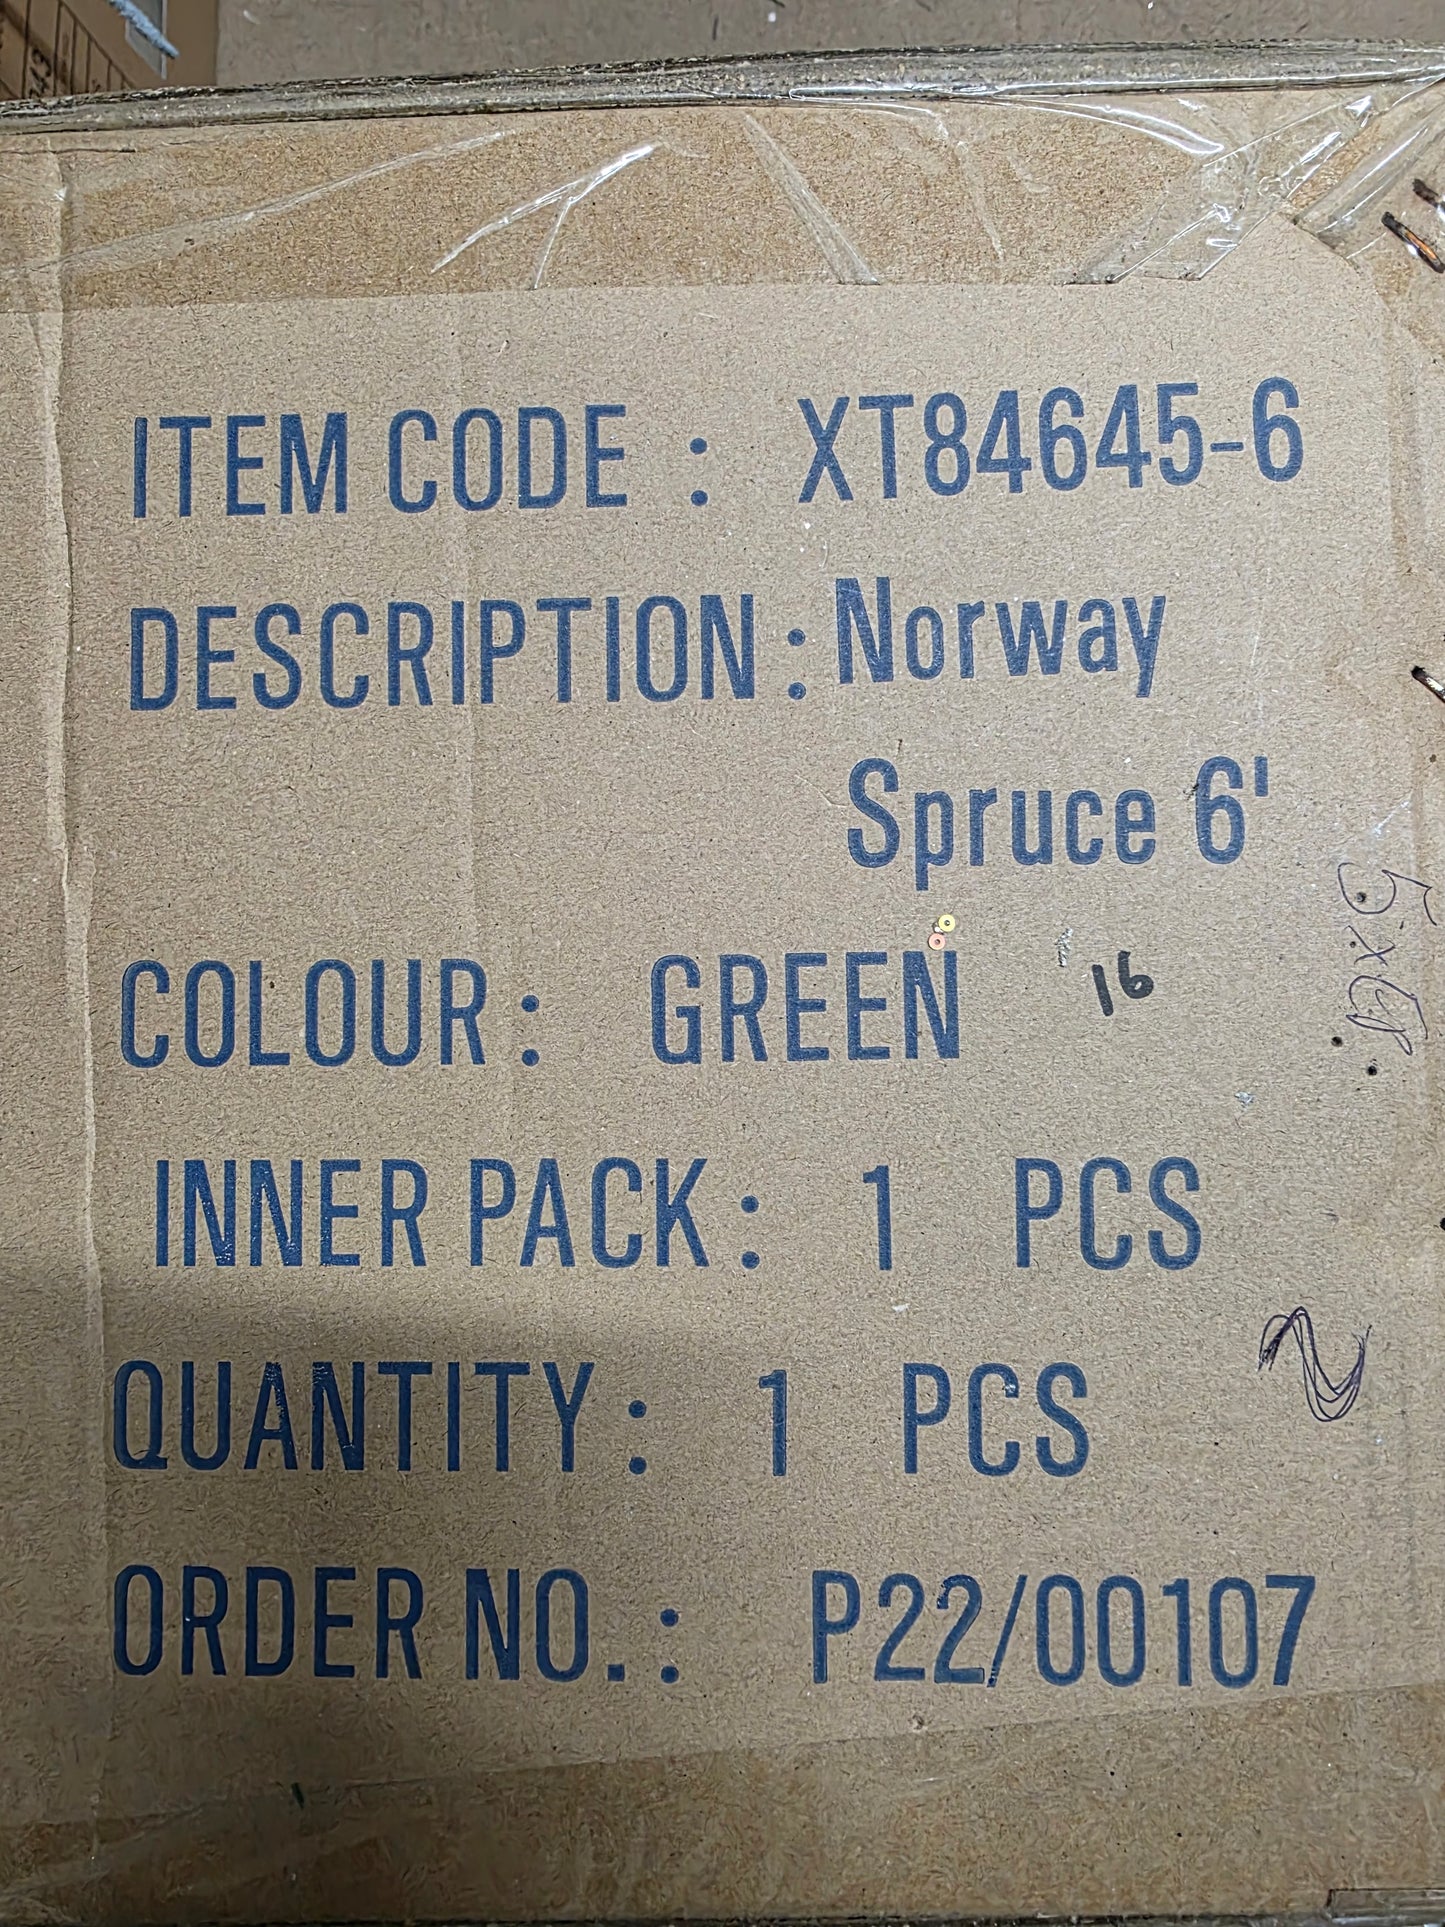 ITEM CODE : XT84645-6
DESCRIPTION : Norway
Spruce 6'
COLOUR : GREEN 16
INNER PACK : 1 PCS
QUANTITY : 1 PCS
2
ORDER NO. : P22/00107